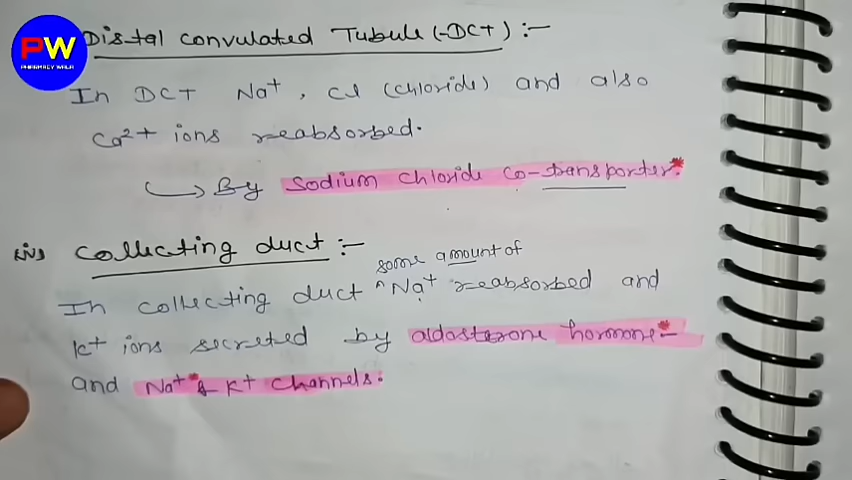 PW
PHARMACY WALA
Distal convulated Tubule (-DCT) :-
In DCT Na+, Cl (chloride) and also
Ca2+ ions reabsorbed.
↳ By Sodium chloride co-transporter.*
iv) Collecting duct :-
some amount of
In collecting duct ^ Na+ reabsorbed and
K+ ions secreted by aldosterone hormone*-
and Na+* & K+ channels.